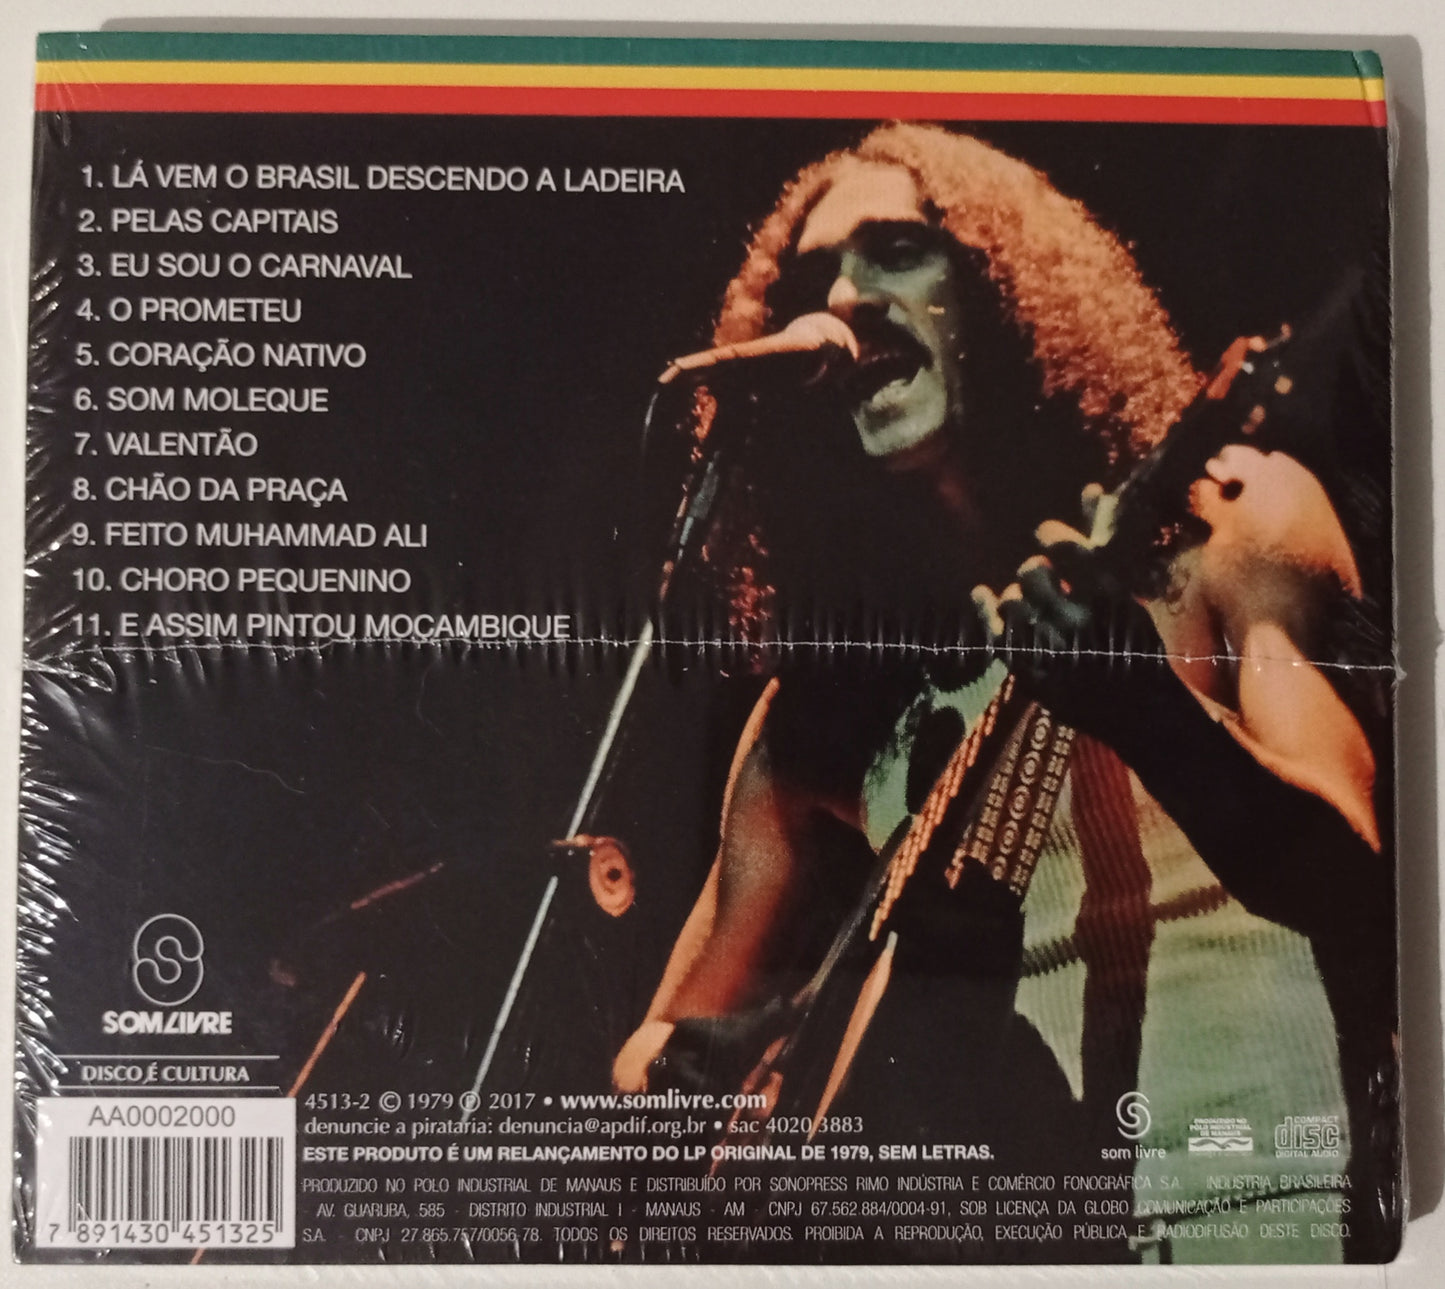 1. LÁ VEM O BRASIL DESCENDO A LADEIRA
2. PELAS CAPITAIS
3. EU SOU O CARNAVAL
4. O PROMETEU
5. CORAÇÃO NATIVO
6. SOM MOLEQUE
7. VALENTÃO
8. CHÃO DA PRAÇA
9. FEITO MUHAMMAD ALI
10. CHORO PEQUENINO
11. E ASSIM PINTOU MOÇAMBIQUE
SOM LIVRE
DISCO É CULTURA
AA0002000
7 891430 451325
4513-2 © 1979 ℗ 2017 • www.somlivre.com
denuncie a pirataria: denuncia@apdif.org.br • sac 4020 3883
ESTE PRODUTO É UM RELANÇAMENTO DO LP ORIGINAL DE 1979, SEM LETRAS.
som livre
PRODUZIDO NO
PÓLO INDUSTRIAL
DE MANAUS
COMPACT
disc
DIGITAL AUDIO
PRODUZIDO NO POLO INDUSTRIAL DE MANAUS E DISTRIBUÍDO POR SONOPRESS RIMO INDÚSTRIA E COMÉRCIO FONOGRÁFICA S.A. INDÚSTRIA BRASILEIRA
- AV. GUARUBA, 585 - DISTRITO INDUSTRIAL I - MANAUS - AM - CNPJ 67.562.884/0004-91, SOB LICENÇA DA GLOBO COMUNICAÇÃO E PARTICIPAÇÕES
S.A. - CNPJ 27.865.757/0056-78. TODOS OS DIREITOS RESERVADOS. PROIBIDA A REPRODUÇÃO, EXECUÇÃO PÚBLICA E RADIODIFUSÃO DESTE DISCO.